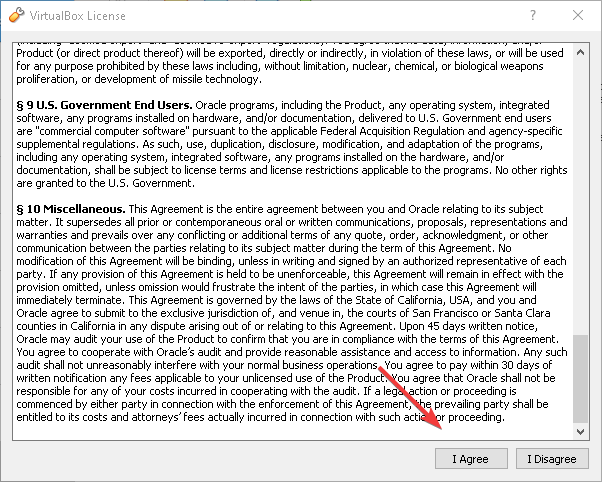 VirtualBox License
?
Product (or direct product thereof) will be exported, directly or indirectly, in violation of these laws, or will be used
for any purpose prohibited by these laws including, without limitation, nuclear, chemical, or biological weapons
proliferation, or development of missile technology.
§ 9 U.S. Government End Users. Oracle programs, including the Product, any operating system, integrated
software, any programs installed on hardware, and/or documentation, delivered to U.S. Government end users
are "commercial computer software" pursuant to the applicable Federal Acquisition Regulation and agency-specific
supplemental regulations. As such, use, duplication, disclosure, modification, and adaptation of the programs,
including any operating system, integrated software, any programs installed on the hardware, and/or
documentation, shall be subject to license terms and license restrictions applicable to the programs. No other rights
are granted to the U.S. Government.
§ 10 Miscellaneous. This Agreement is the entire agreement between you and Oracle relating to its subject
matter. It supersedes all prior or contemporaneous oral or written communications, proposals, representations and
warranties and prevails over any conflicting or additional terms of any quote, order, acknowledgment, or other
communication between the parties relating to its subject matter during the term of this Agreement. No
modification of this Agreement will be binding, unless in writing and signed by an authorized representative of each
party. If any provision of this Agreement is held to be unenforceable, this Agreement will remain in effect with the
provision omitted, unless omission would frustrate the intent of the parties, in which case this Agreement will
immediately terminate. This Agreement is governed by the laws of the State of California, USA, and you and
Oracle agree to submit to the exclusive jurisdiction of, and venue in, the courts of San Francisco or Santa Clara
counties in California in any dispute arising out of or relating to this Agreement. Upon 45 days written notice,
Oracle may audit your use of the Product to confirm that you are in compliance with the terms of this Agreement.
You agree to cooperate with Oracle’s audit and provide reasonable assistance and access to information. Any such
audit shall not unreasonably interfere with your normal business operations. You agree to pay within 30 days of
written notification any fees applicable to your unlicensed use of the Product. You agree that Oracle shall not be
responsible for any of your costs incurred in cooperating with the audit. If a legal action or proceeding is
commenced by either party in connection with the enforcement of this Agreement, the prevailing party shall be
entitled to its costs and attorneys’ fees actually incurred in connection with such action or proceeding.
I Agree
I Disagree